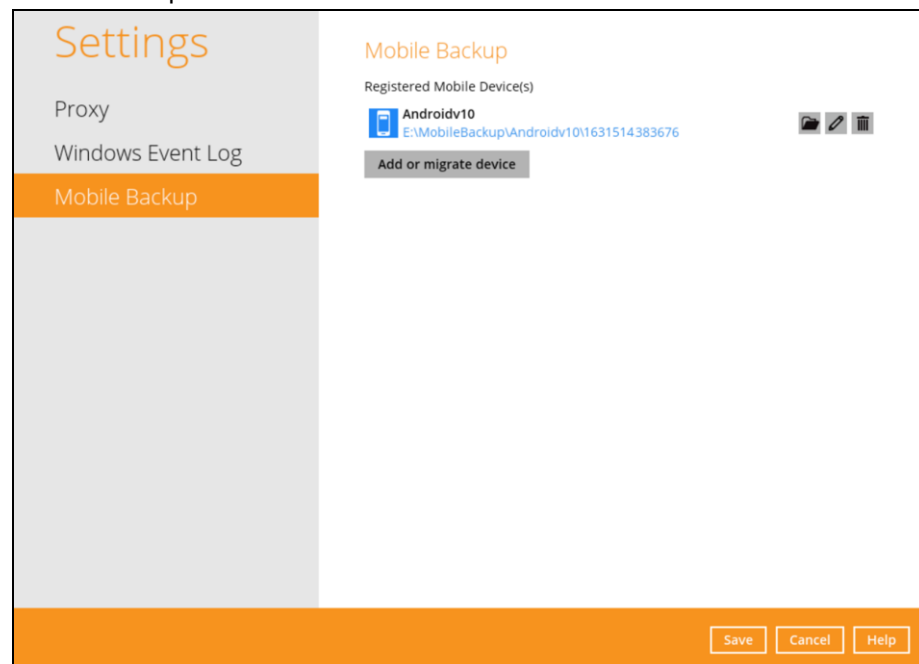 Settings
Proxy
Windows Event Log
Mobile Backup
Mobile Backup
Registered Mobile Device(s)
Androidv10
E:\MobileBackup\Androidv10\1631514383676
Add or migrate device
Save
Cancel
Help